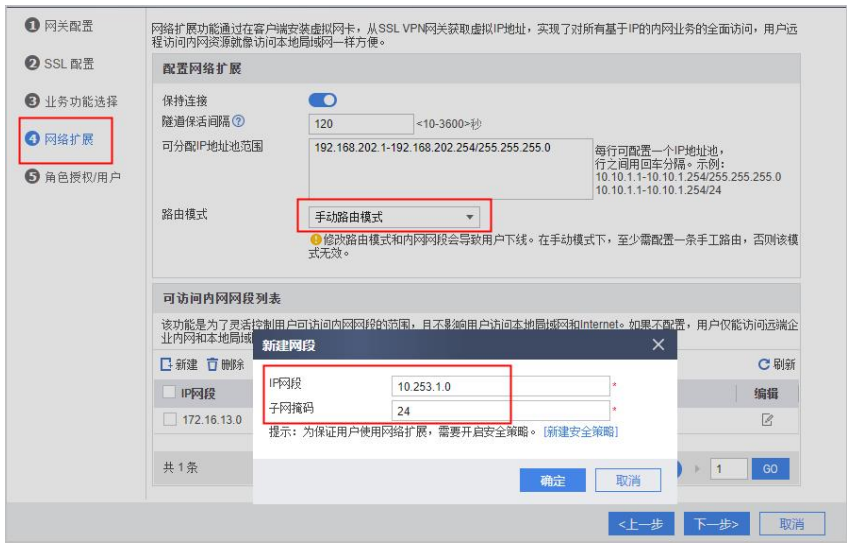 1 网关配置
2 SSL 配置
3 业务功能选择
4 网络扩展
5 角色授权/用户
网络扩展功能通过在客户端安装虚拟网卡，从SSL VPN网关获取虚拟IP地址，实现了对所有基于IP的内网业务的全面访问，用户远
程访问内网资源就像访问本地局域网一样方便。
配置网络扩展
保持连接
隧道保活间隔 ?
120
<10-3600>秒
可分配IP地址池范围
192.168.202.1-192.168.202.254/255.255.255.0
每行可配置一个IP地址池，
行之间用回车分隔。示例:
10.10.1.1-10.10.1.254/255.255.255.0
10.10.1.1-10.10.1.254/24
路由模式
手动路由模式
修改路由模式和内网网段会导致用户下线。在手动模式下，至少需配置一条手工路由，否则该模
式无效。
可访问内网网段列表
该功能是为了灵活控制用户可访问内网网段的范围，且不影响用户访问本地局域网和Internet。如果不配置，用户仅能访问远端企
业内网和本地局域
新建 删除
刷新
IP网段
编辑
172.16.13.0
共 1 条
1
GO
新建网段
IP网段
10.253.1.0
*
子网掩码
24
*
提示：为保证用户使用网络扩展，需要开启安全策略。 [新建安全策略]
确定
取消
<上一步
下一步>
取消